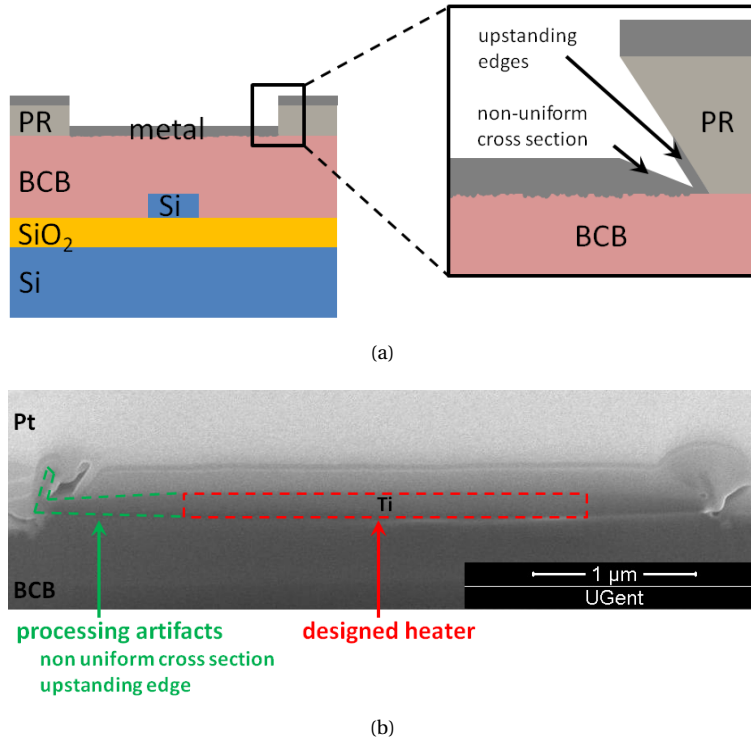 upstanding
edges
non-uniform
cross section
PR
metal
PR
BCB
Si
SiO2
Si
BCB
(a)
Pt
Ti
BCB
1 µm
UGent
processing artifacts
non uniform cross section
upstanding edge
designed heater
(b)